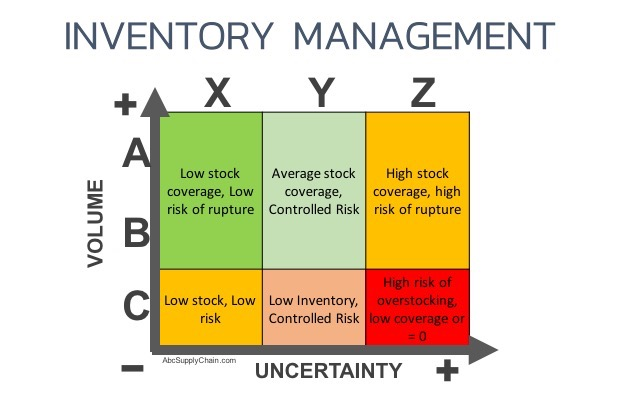 INVENTORY MANAGEMENT
X Y Z
+
A
Low stock
coverage, Low
risk of rupture
Average stock
coverage,
Controlled Risk
High stock
coverage, high
risk of rupture
VOLUME
B
C
Low stock, Low
risk
Low Inventory,
Controlled Risk
High risk of
overstocking,
low coverage or
= 0
AbcSupplyChain.com
−
UNCERTAINTY
+